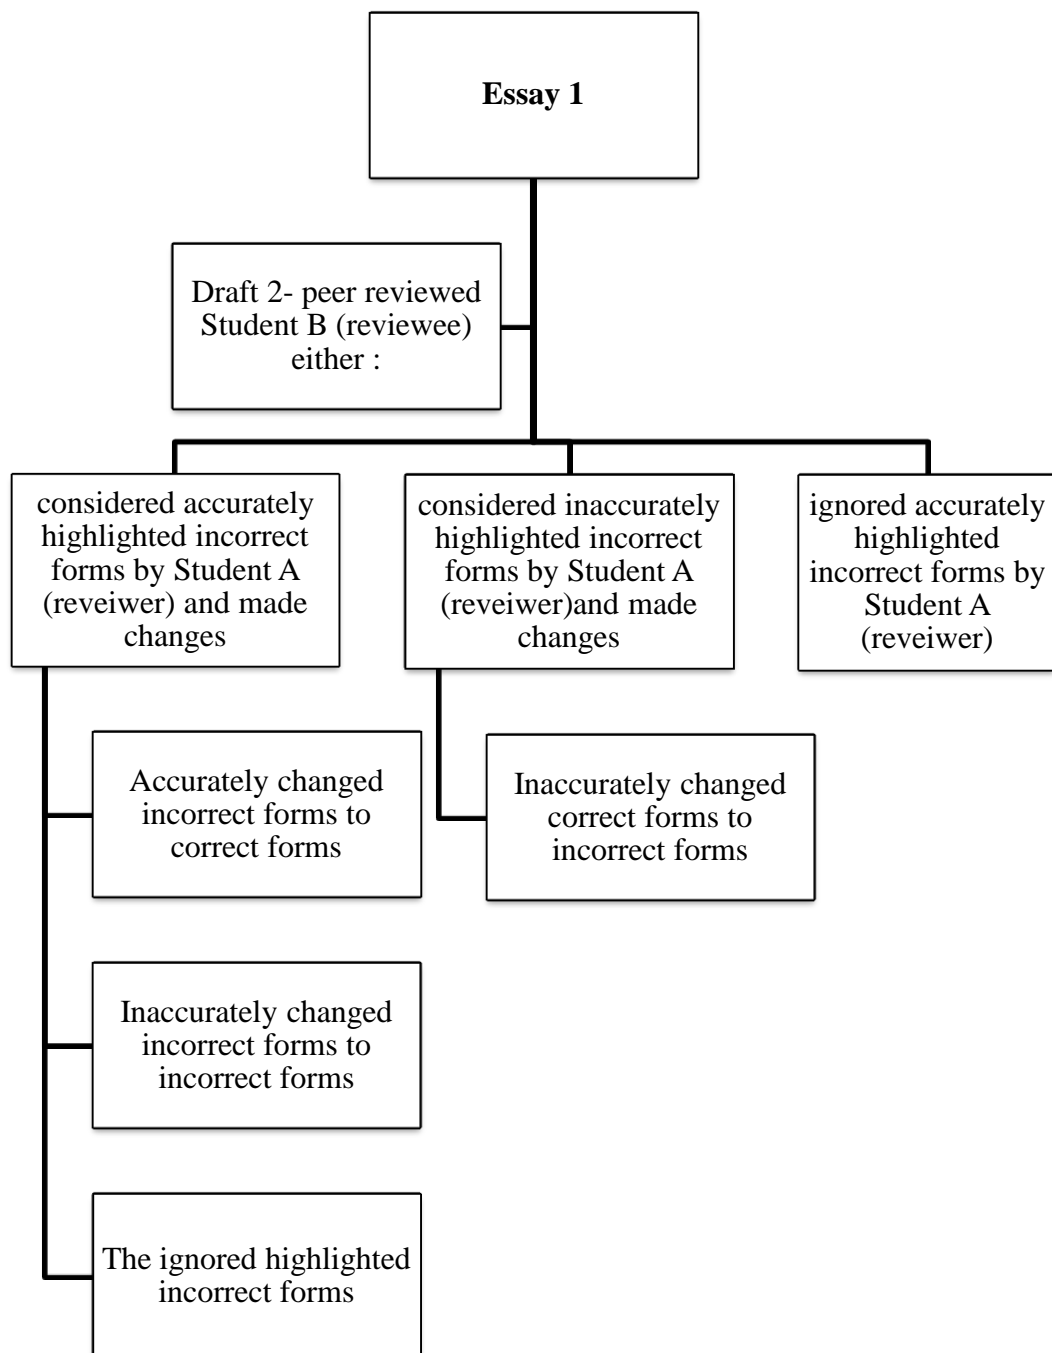 Essay 1
Draft 2- peer reviewed
Student B (reviewee)
either :
considered accurately
highlighted incorrect
forms by Student A
(reveiwer) and made
changes
considered inaccurately
highlighted incorrect
forms by Student A
(reveiwer)and made
changes
ignored accurately
highlighted
incorrect forms by
Student A
(reveiwer)
Accurately changed
incorrect forms to
correct forms
Inaccurately changed
correct forms to
incorrect forms
Inaccurately changed
incorrect forms to
incorrect forms
The ignored highlighted
incorrect forms